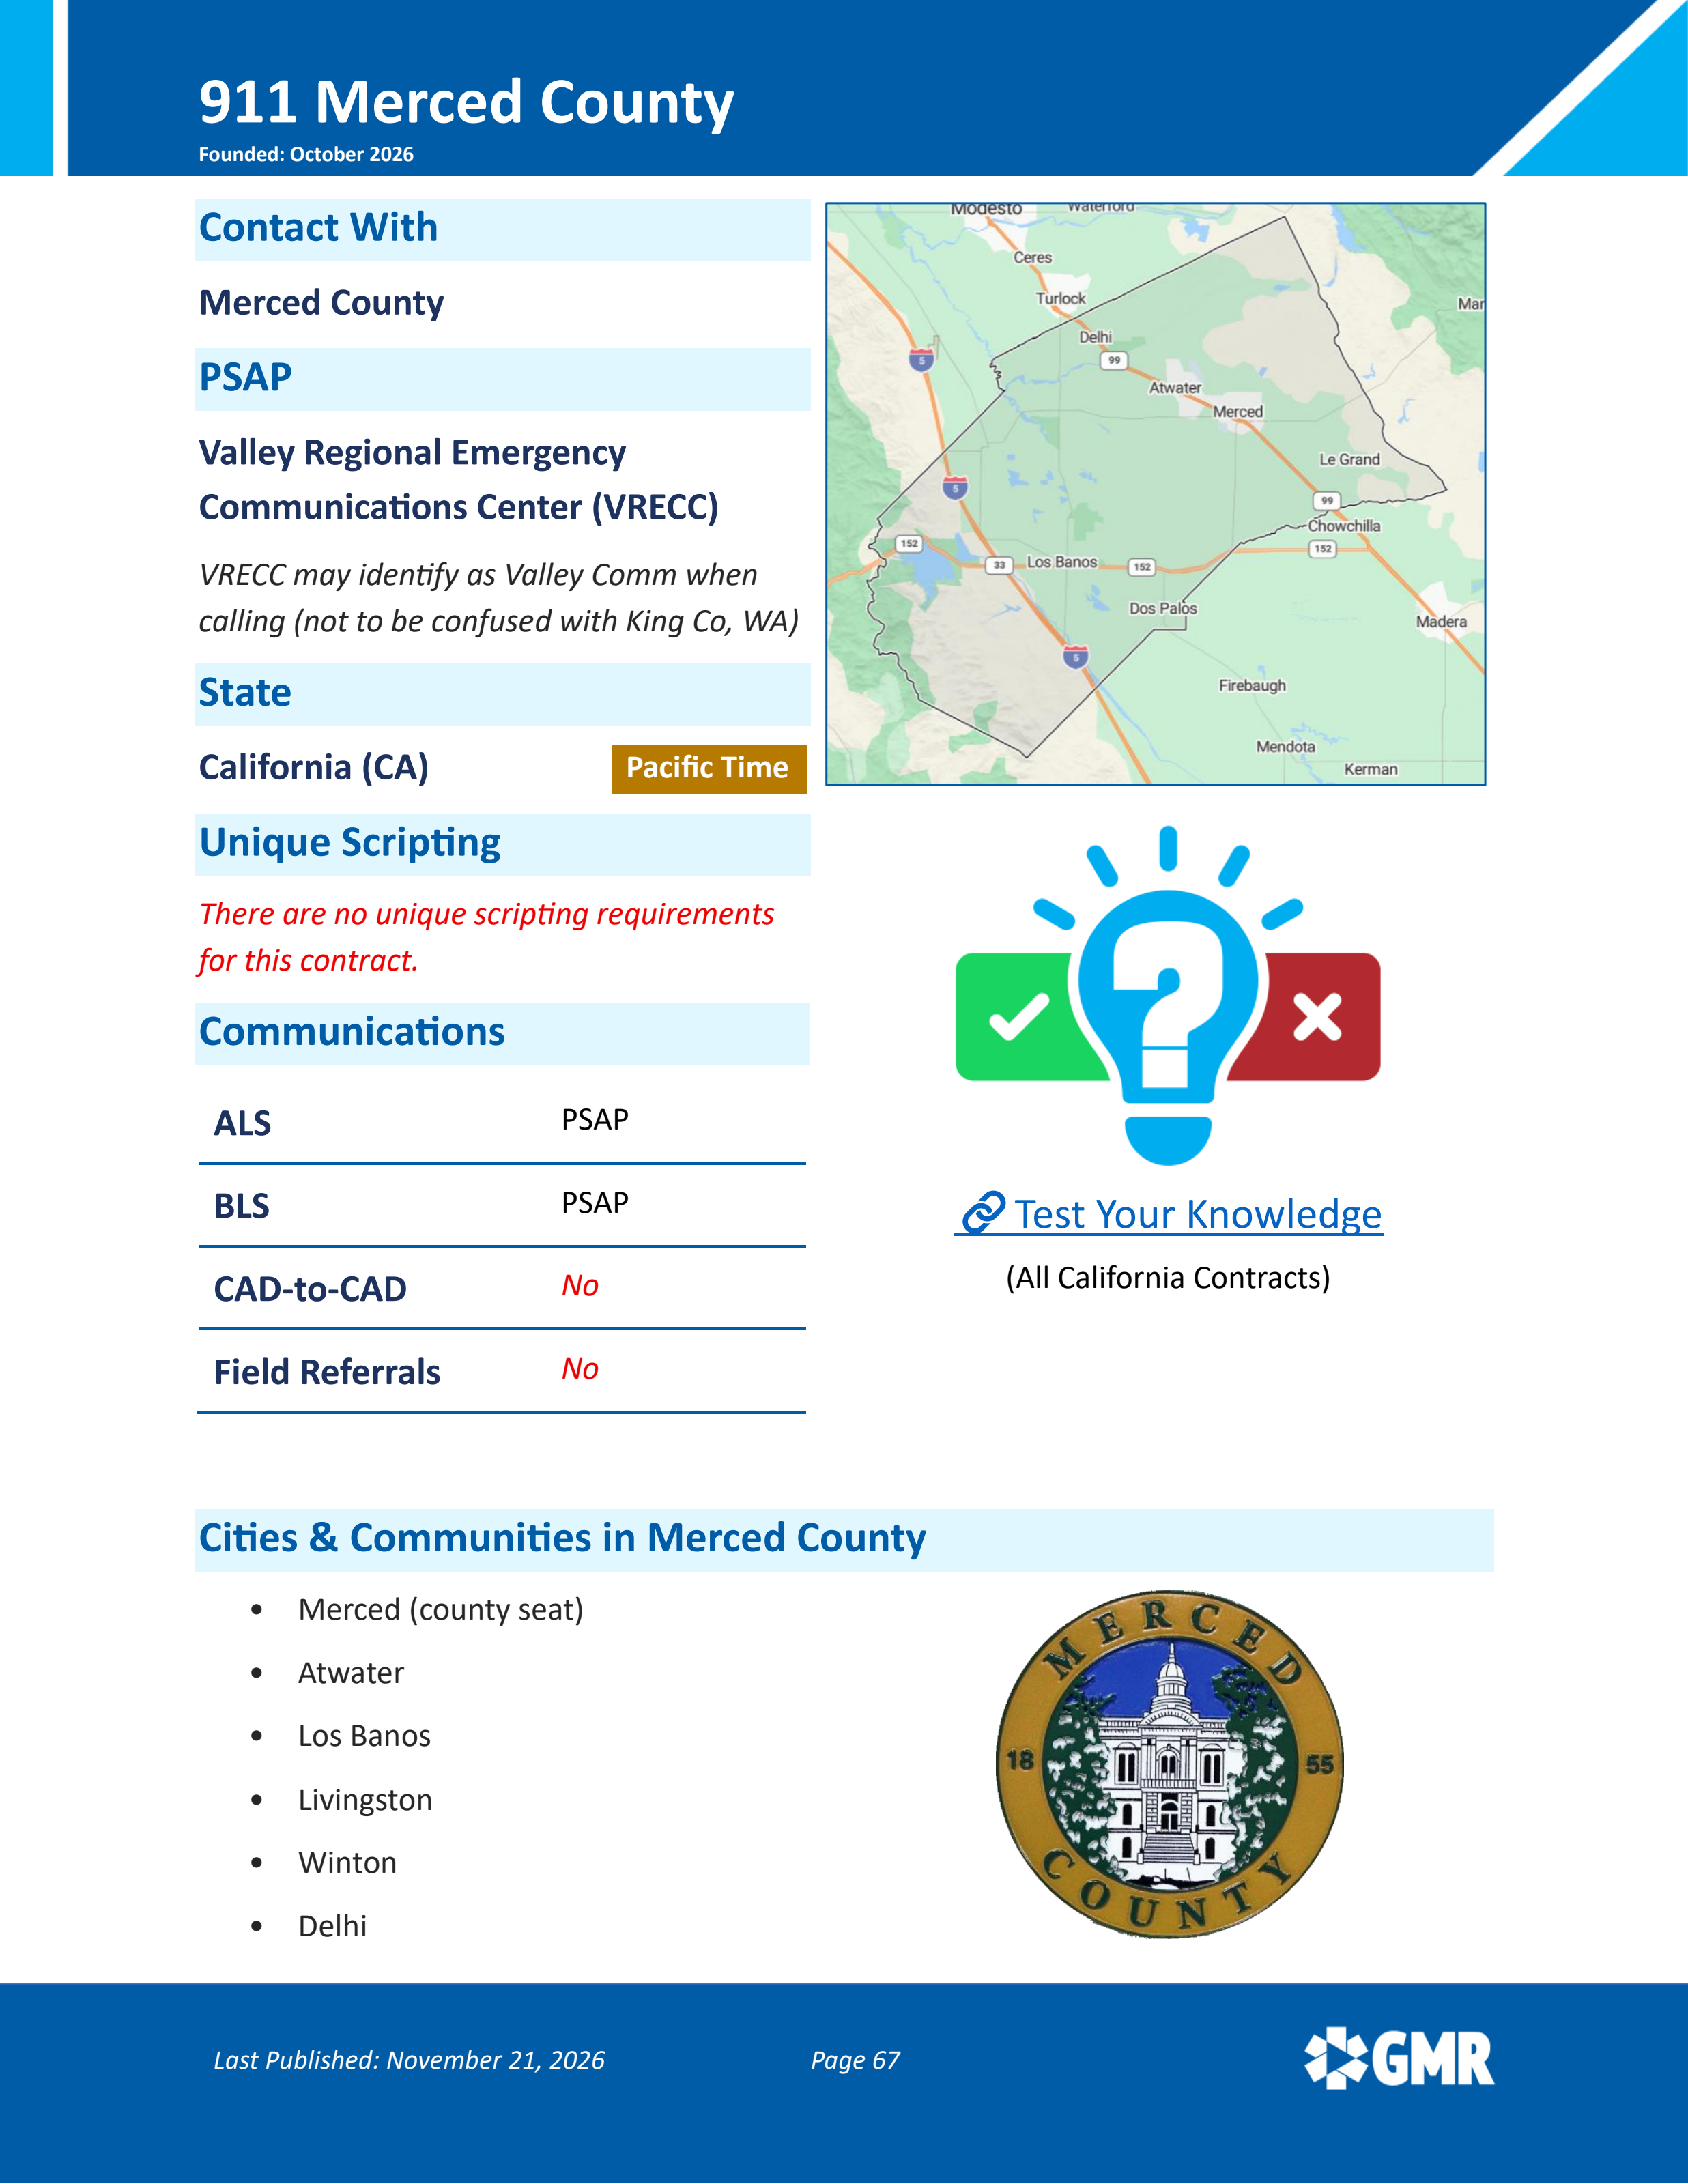 911 Merced County
Founded: October 2026
Contact With
Merced County
PSAP
Valley Regional Emergency
Communications Center (VRECC)
VRECC may identify as Valley Comm when
calling (not to be confused with King Co, WA)
State
California (CA)
Pacific Time
Unique Scripting
There are no unique scripting requirements
for this contract.
Communications
ALS PSAP
BLS PSAP
CAD-to-CAD No
Field Referrals No
Modesto
Waterford
Ceres
Turlock
Mar
Delhi
5
99
Atwater
Merced
Le Grand
5
99
Chowchilla
152
152
33
Los Banos
152
Dos Palos
Madera
5
Firebaugh
Mendota
Kerman
?
Test Your Knowledge
(All California Contracts)
Cities & Communities in Merced County
• Merced (county seat)
• Atwater
• Los Banos
• Livingston
• Winton
• Delhi
MERCED
18 55
COUNTY
Last Published: November 21, 2026
Page 67
GMR